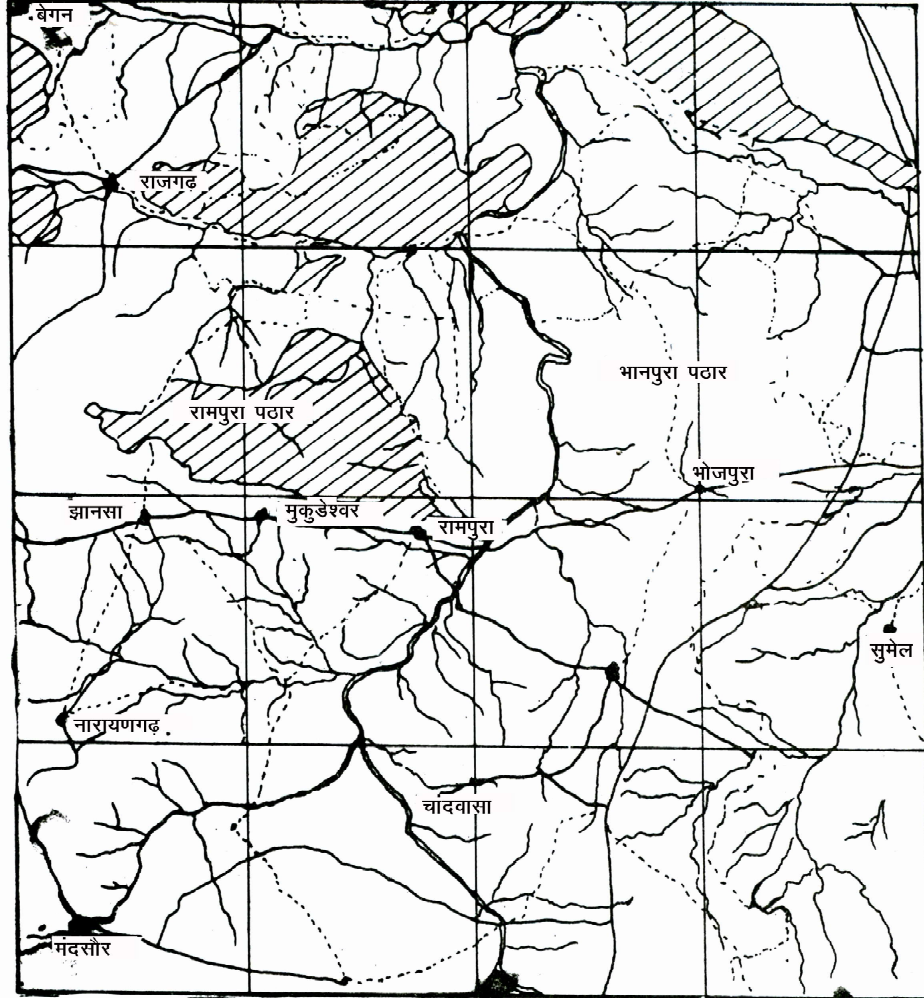 बेगन
राजगढ़
भानपुरा पठार
रामपुरा पठार
भोजपुरा
झानसा
मुकुडेश्वर
रामपुरा
सुमेल
नारायणगढ़
चांदवासा
मंदसौर